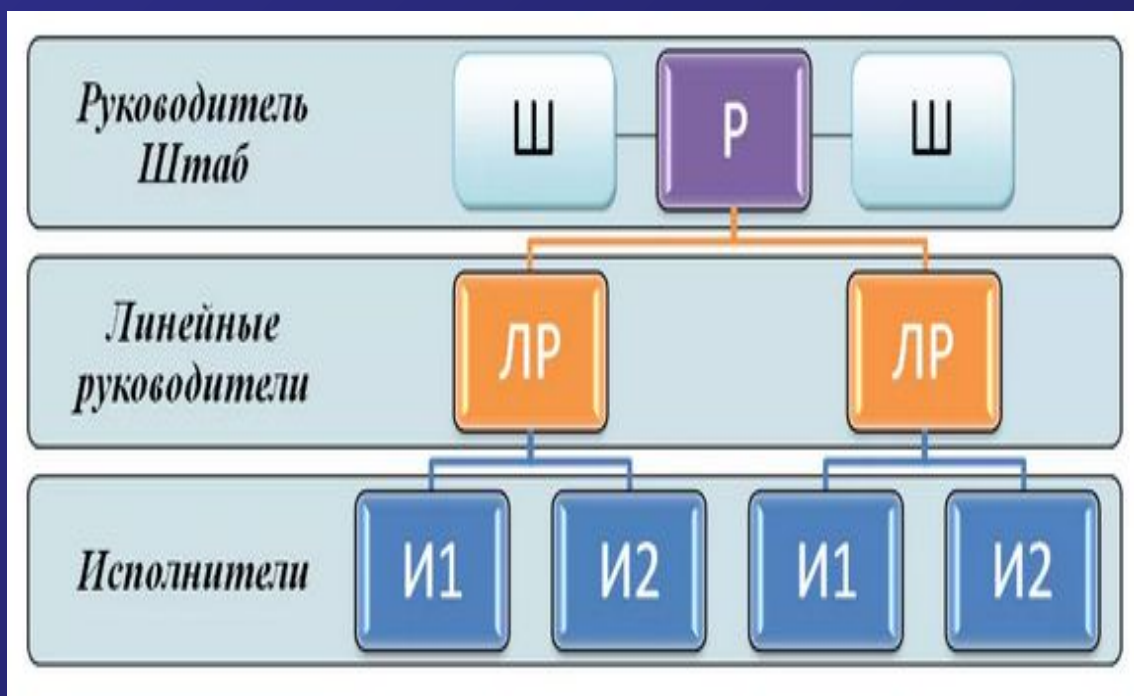 Руководитель
Штаб
Ш
Р
Ш
Линейные
руководители
ЛР
ЛР
Исполнители
И1
И2
И1
И2